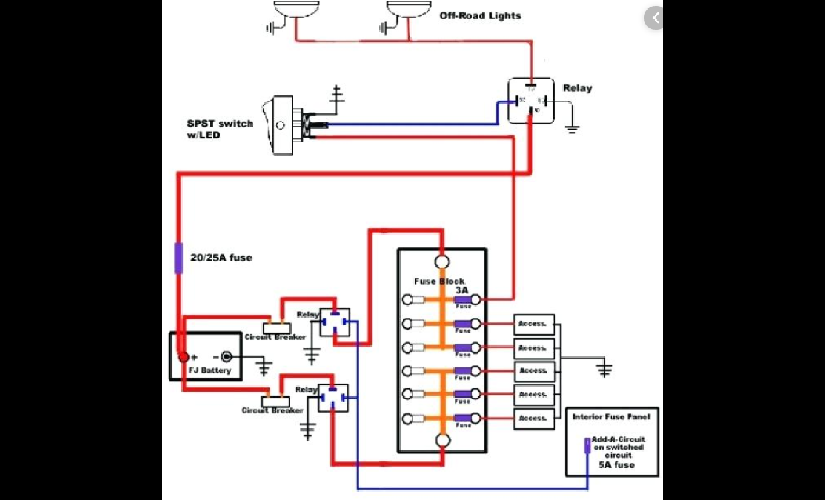 Off-Road Lights
Relay
SPST switch
w/LED
20/25A fuse
Fuse Block
3A
Fuse
Relay
Circuit Breaker
Fuse
Access.
Fuse
Access.
+ -
FJ Battery
Fuse
Access.
Relay
Fuse
Access.
Circuit Breaker
Fuse
Access.
Interior Fuse Panel
Add-A-Circuit
on switched
circuit
5A fuse